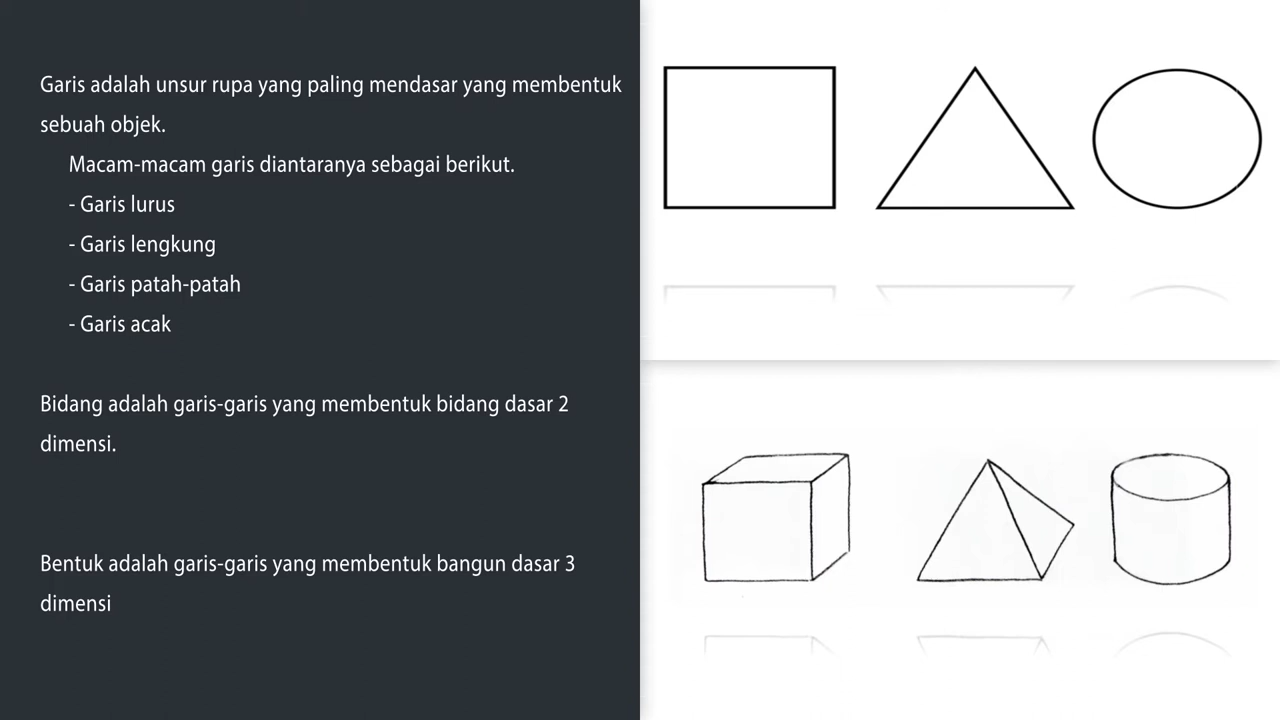 Garis adalah unsur rupa yang paling mendasar yang membentuk
sebuah objek.
Macam-macam garis diantaranya sebagai berikut.
- Garis lurus
- Garis lengkung
- Garis patah-patah
- Garis acak
Bidang adalah garis-garis yang membentuk bidang dasar 2
dimensi.
Bentuk adalah garis-garis yang membentuk bangun dasar 3
dimensi